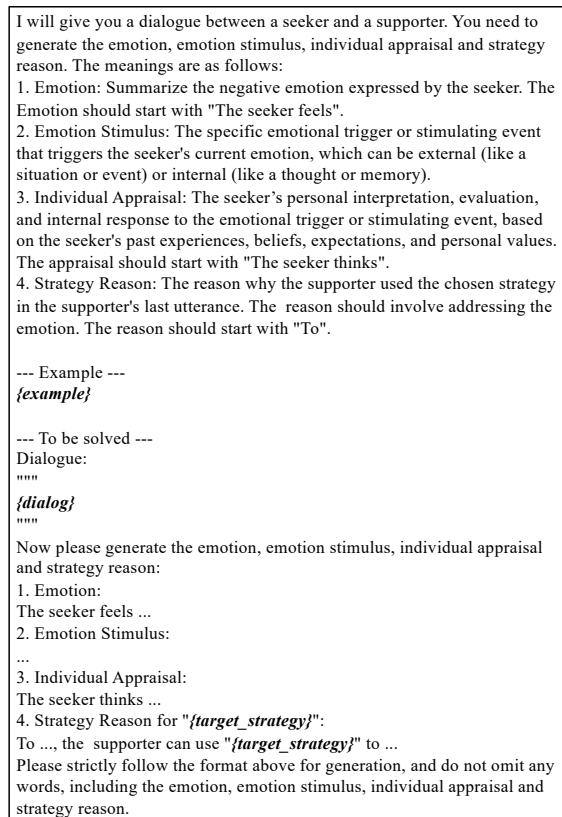 I will give you a dialogue between a seeker and a supporter. You need to
generate the emotion, emotion stimulus, individual appraisal and strategy
reason. The meanings are as follows:
1. Emotion: Summarize the negative emotion expressed by the seeker. The
Emotion should start with "The seeker feels".
2. Emotion Stimulus: The specific emotional trigger or stimulating event
that triggers the seeker's current emotion, which can be external (like a
situation or event) or internal (like a thought or memory).
3. Individual Appraisal: The seeker’s personal interpretation, evaluation,
and internal response to the emotional trigger or stimulating event, based
on the seeker's past experiences, beliefs, expectations, and personal values.
The appraisal should start with "The seeker thinks".
4. Strategy Reason: The reason why the supporter used the chosen strategy
in the supporter's last utterance. The  reason should involve addressing the
emotion. The reason should start with "To".
--- Example ---
{example}
--- To be solved ---
Dialogue:
"""
{dialog}
"""
Now please generate the emotion, emotion stimulus, individual appraisal
and strategy reason:
1. Emotion:
The seeker feels ...
2. Emotion Stimulus:
...
3. Individual Appraisal:
The seeker thinks ...
4. Strategy Reason for "{target_strategy}":
To ..., the  supporter can use "{target_strategy}" to ...
Please strictly follow the format above for generation, and do not omit any
words, including the emotion, emotion stimulus, individual appraisal and
strategy reason.